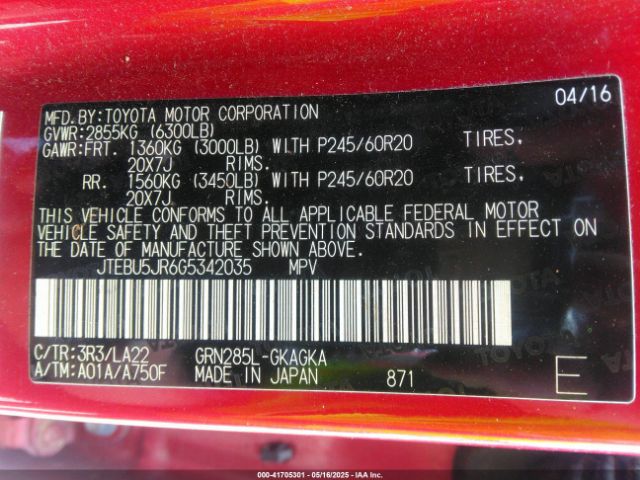 04/16
MFD.BY:TOYOTA MOTOR CORPORATION
GVWR:2855KG (6300LB)
GAWR:FRT. 1360KG (3000LB) WITH P245/60R20 TIRES,
20X7J RIMS.
RR. 1560KG (3450LB) WITH P245/60R20 TIRES,
20X7J RIMS.
THIS VEHICLE CONFORMS TO ALL APPLICABLE FEDERAL MOTOR
VEHICLE SAFETY AND THEFT PREVENTION STANDARDS IN EFFECT ON
THE DATE OF MANUFACTURE SHOWN ABOVE.
JTEBU5JR6G5342035 MPV
C/TR:3R3/LA22 GRN285L-GKAGKA
A/TM:A01A/A750F MADE IN JAPAN 871 E
000-41705301 - 05/16/2025 - IAAI.COM